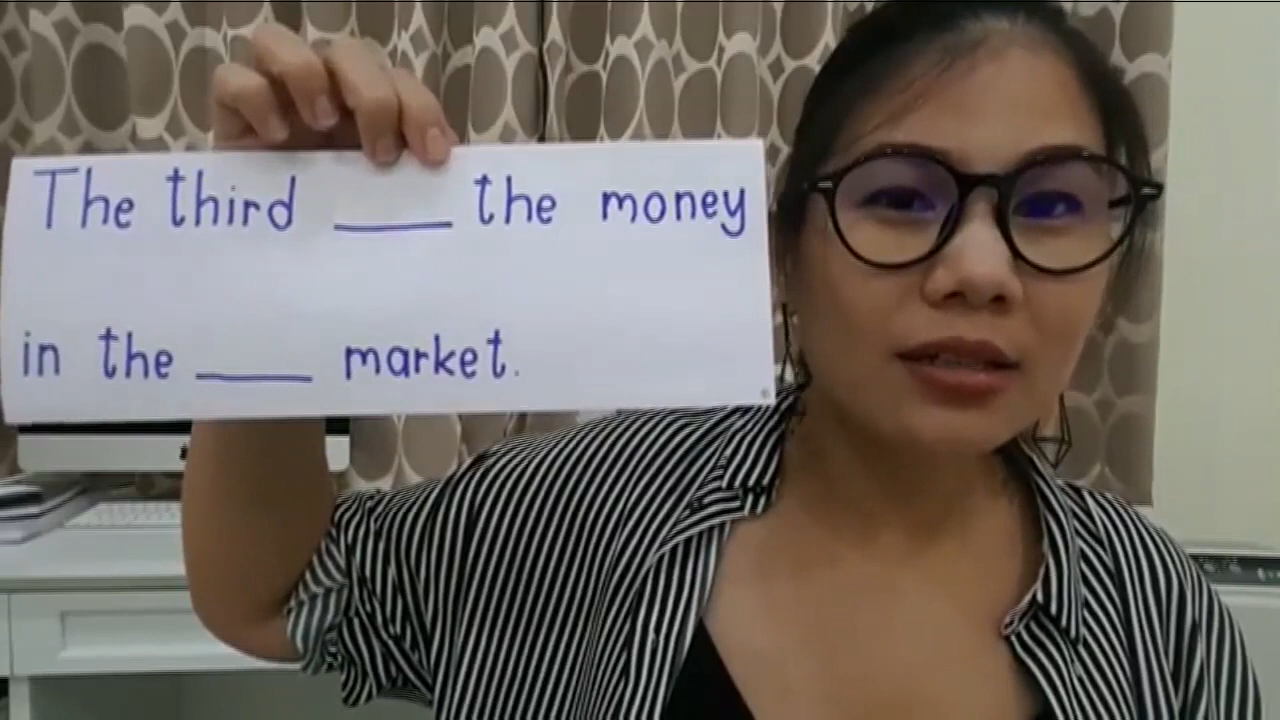 The third ____ the money
in the ____ market.